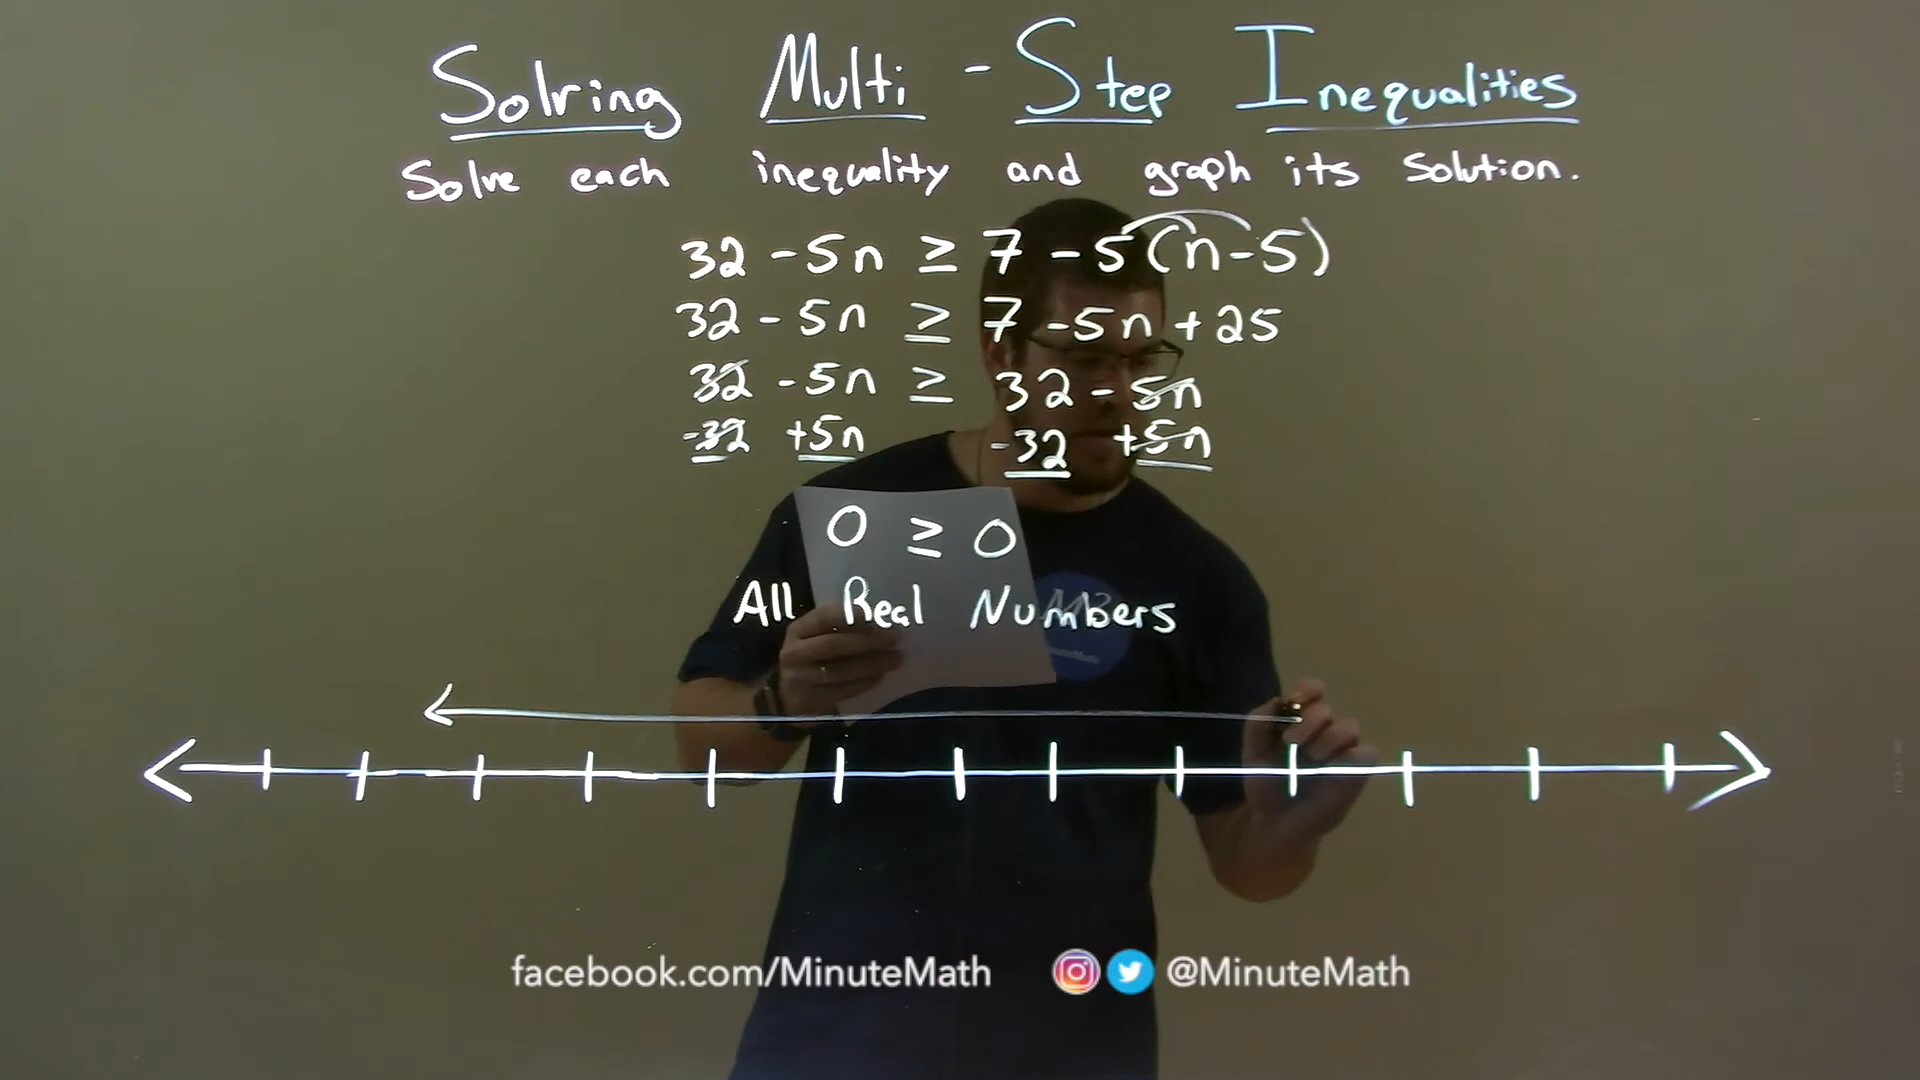 Solving Multi - Step Inequalities
Solve each inequality and graph its solution.
32 - 5n ≥ 7 - 5(n-5)
32 - 5n ≥ 7 - 5n + 25
32 - 5n ≥ 32 - 5n
-32 +5n -32 +5n
0 ≥ 0
All Real Numbers
facebook.com/MinuteMath @MinuteMath